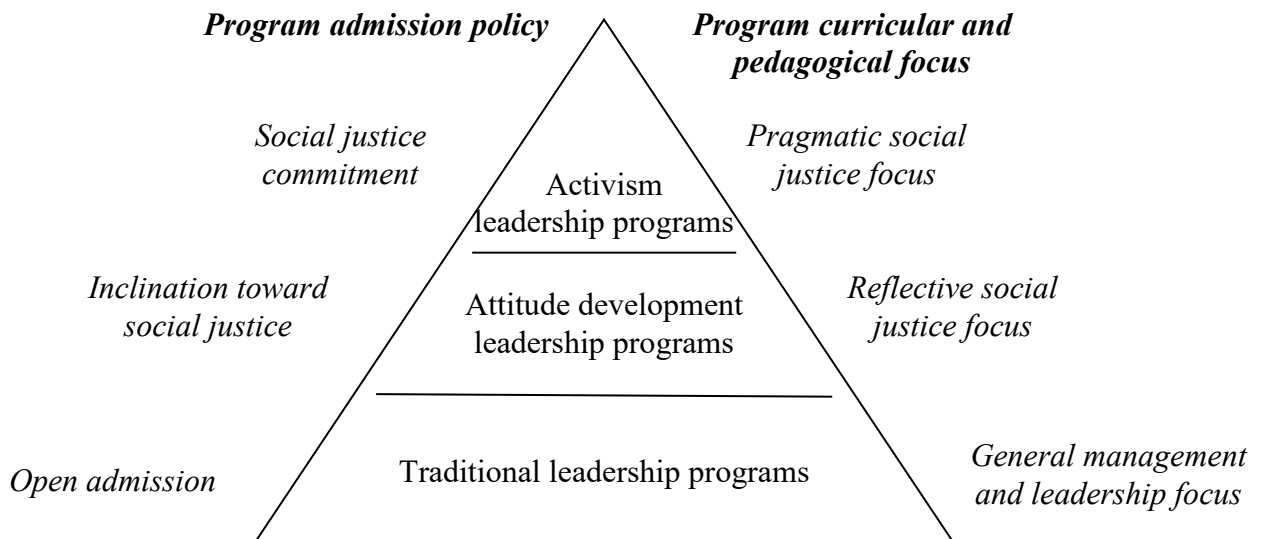 Program admission policy
Program curricular and
pedagogical focus
Social justice
commitment
Pragmatic social
justice focus
Activism
leadership programs
Inclination toward
social justice
Attitude development
leadership programs
Reflective social
justice focus
Open admission
Traditional leadership programs
General management
and leadership focus